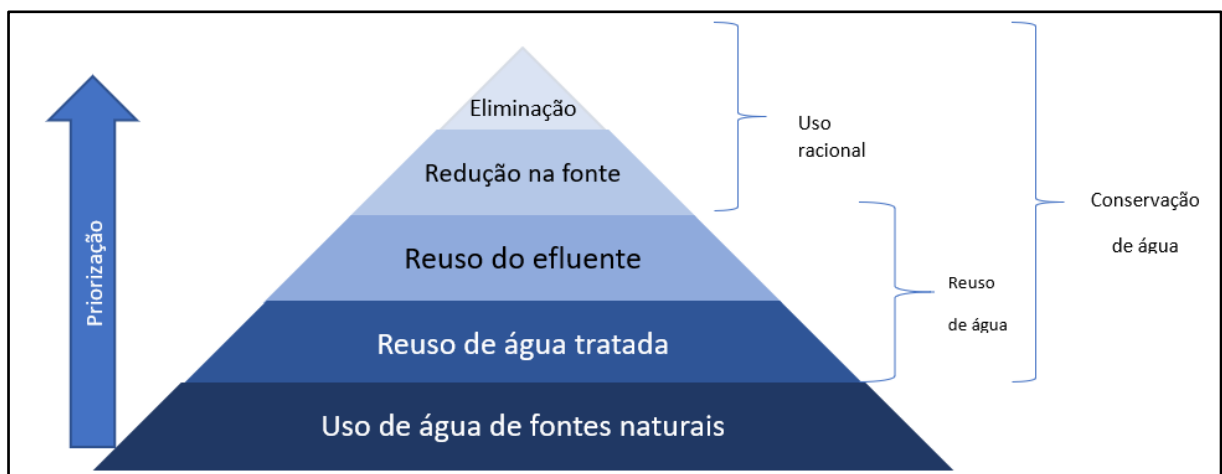 Eliminação
Redução na fonte
Reuso do efluente
Reuso de água tratada
Uso de água de fontes naturais
Priorização
Uso
racional
Reuso
de água
Conservação
de água